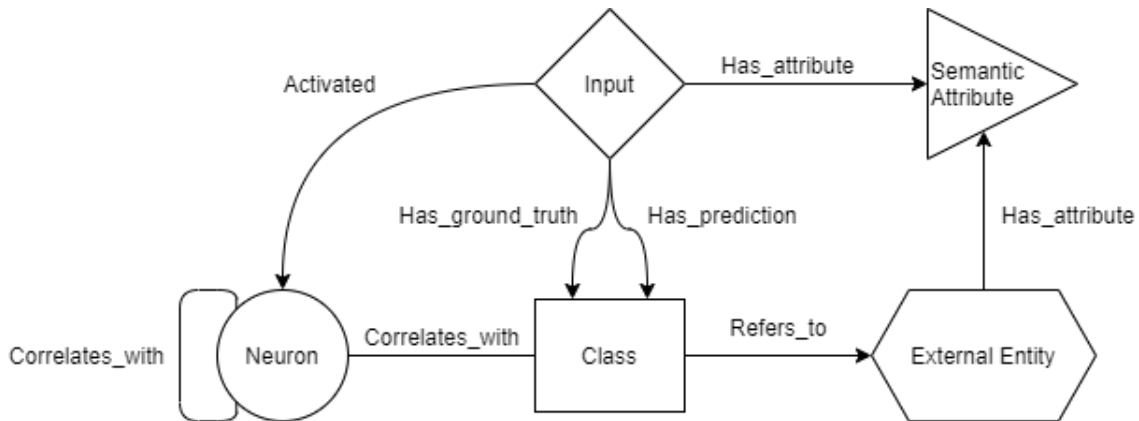 Activated
Input
Has_attribute
Semantic
Attribute
Has_ground_truth
Has_prediction
Has_attribute
Correlates_with
Neuron
Correlates_with
Class
Refers_to
External Entity